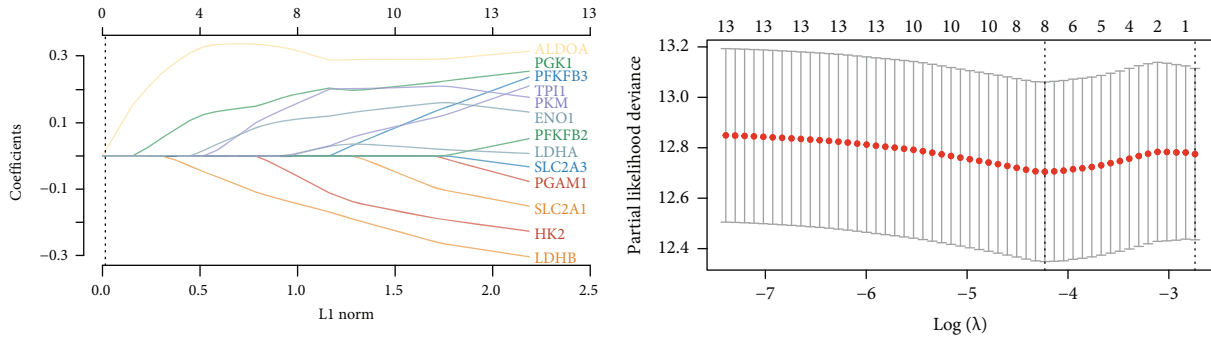 0 4 8 10 13 13
0.3
0.1
−0.1
−0.3
Coefficients
ALDOA
PGK1
PFKFB3
TPI1
PKM
ENO1
PFKFB2
LDHA
SLC2A3
PGAM1
SLC2A1
HK2
LDHB
0.0 0.5 1.0 1.5 2.0 2.5
L1 norm
13 13 13 13 13 10 10 10 8 8 6 5 4 2 1
13.2
13.0
12.8
12.6
12.4
Partial likelihood deviance
−7 −6 −5 −4 −3
Log (λ)